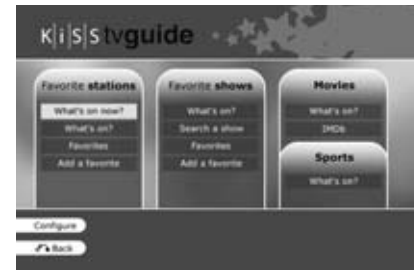 KiSS tvguide
Favorite stations
What's on now?
What's on?
Favorites
Add a favorite
Favorite shows
What's on?
Search a show
Favorites
Add a favorite
Movies
What's on?
IMDb
Sports
What's on?
Configure
Back